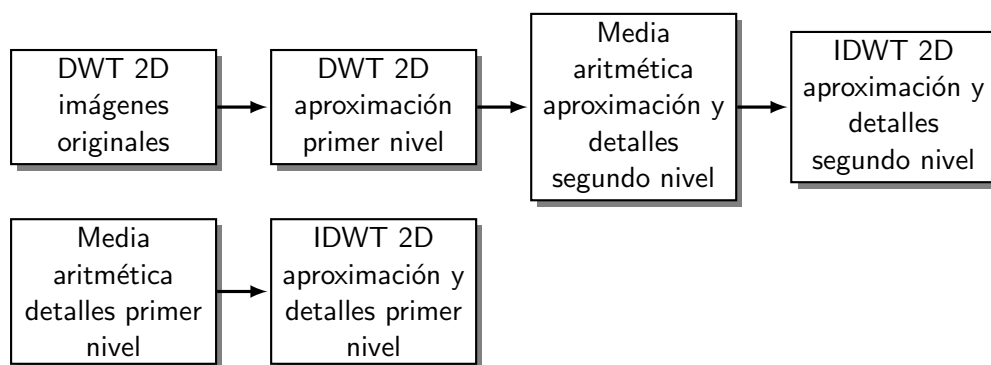 DWT 2D
imágenes
originales
DWT 2D
aproximación
primer nivel
Media
aritmética
aproximación y
detalles
segundo nivel
IDWT 2D
aproximación y
detalles
segundo nivel
Media
aritmética
detalles primer
nivel
IDWT 2D
aproximación y
detalles primer
nivel